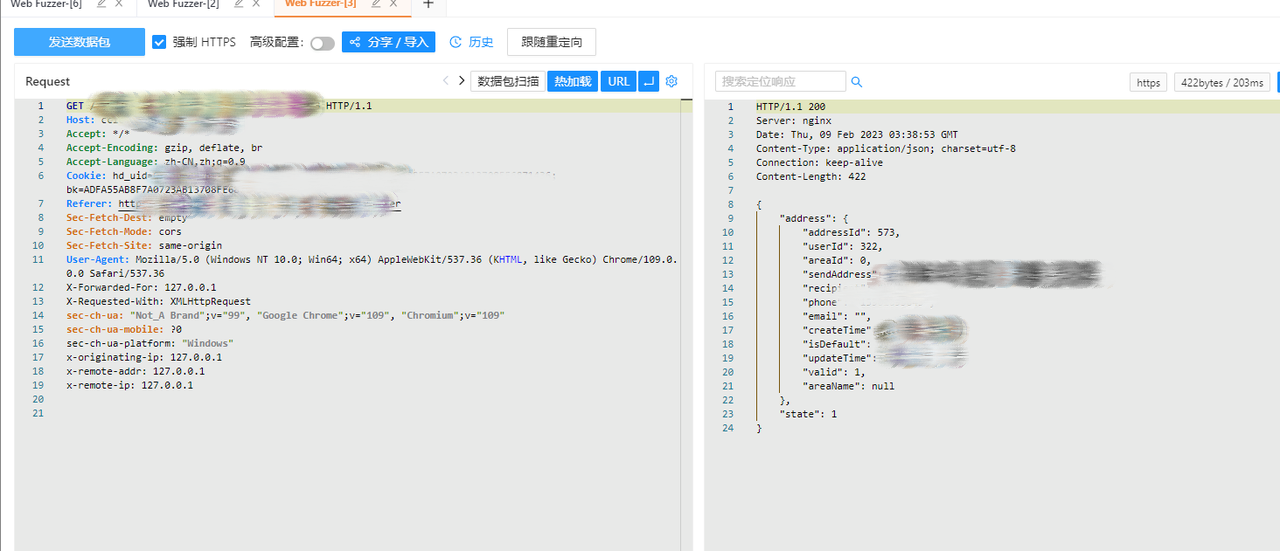 Web Fuzzer-[6] Web Fuzzer-[2] Web Fuzzer-[3]
发送数据包 强制 HTTPS 高级配置: 分享 / 导入 历史 跟随重定向
Request 数据包扫描 热加载 URL
搜索定位响应 https 422bytes / 203ms
1 GET / HTTP/1.1
2 Host:
3 Accept: */*
4 Accept-Encoding: gzip, deflate, br
5 Accept-Language: zh-CN,zh;q=0.9
6 Cookie: hd_uid=
bk=ADFA55AB8F7A0723AB13708FE6
7 Referer:
8 Sec-Fetch-Dest: empty
9 Sec-Fetch-Mode: cors
10 Sec-Fetch-Site: same-origin
11 User-Agent: Mozilla/5.0 (Windows NT 10.0; Win64; x64) AppleWebKit/537.36 (KHTML, like Gecko) Chrome/109.0.
0.0 Safari/537.36
12 X-Forwarded-For: 127.0.0.1
13 X-Requested-With: XMLHttpRequest
14 sec-ch-ua: "Not_A Brand";v="99", "Google Chrome";v="109", "Chromium";v="109"
15 sec-ch-ua-mobile: ?0
16 sec-ch-ua-platform: "Windows"
17 x-originating-ip: 127.0.0.1
18 x-remote-addr: 127.0.0.1
19 x-remote-ip: 127.0.0.1
20
21
1 HTTP/1.1 200
2 Server: nginx
3 Date: Thu, 09 Feb 2023 03:38:53 GMT
4 Content-Type: application/json; charset=utf-8
5 Connection: keep-alive
6 Content-Length: 422
7
8 {
9 "address": {
10 "addressId": 573,
11 "userId": 322,
12 "areaId": 0,
13 "sendAddress"
14 "recip
15 "phone
16 "email": "",
17 "createTime":
18 "isDefault":
19 "updateTime":
20 "valid": 1,
21 "areaName": null
22 },
23 "state": 1
24 }